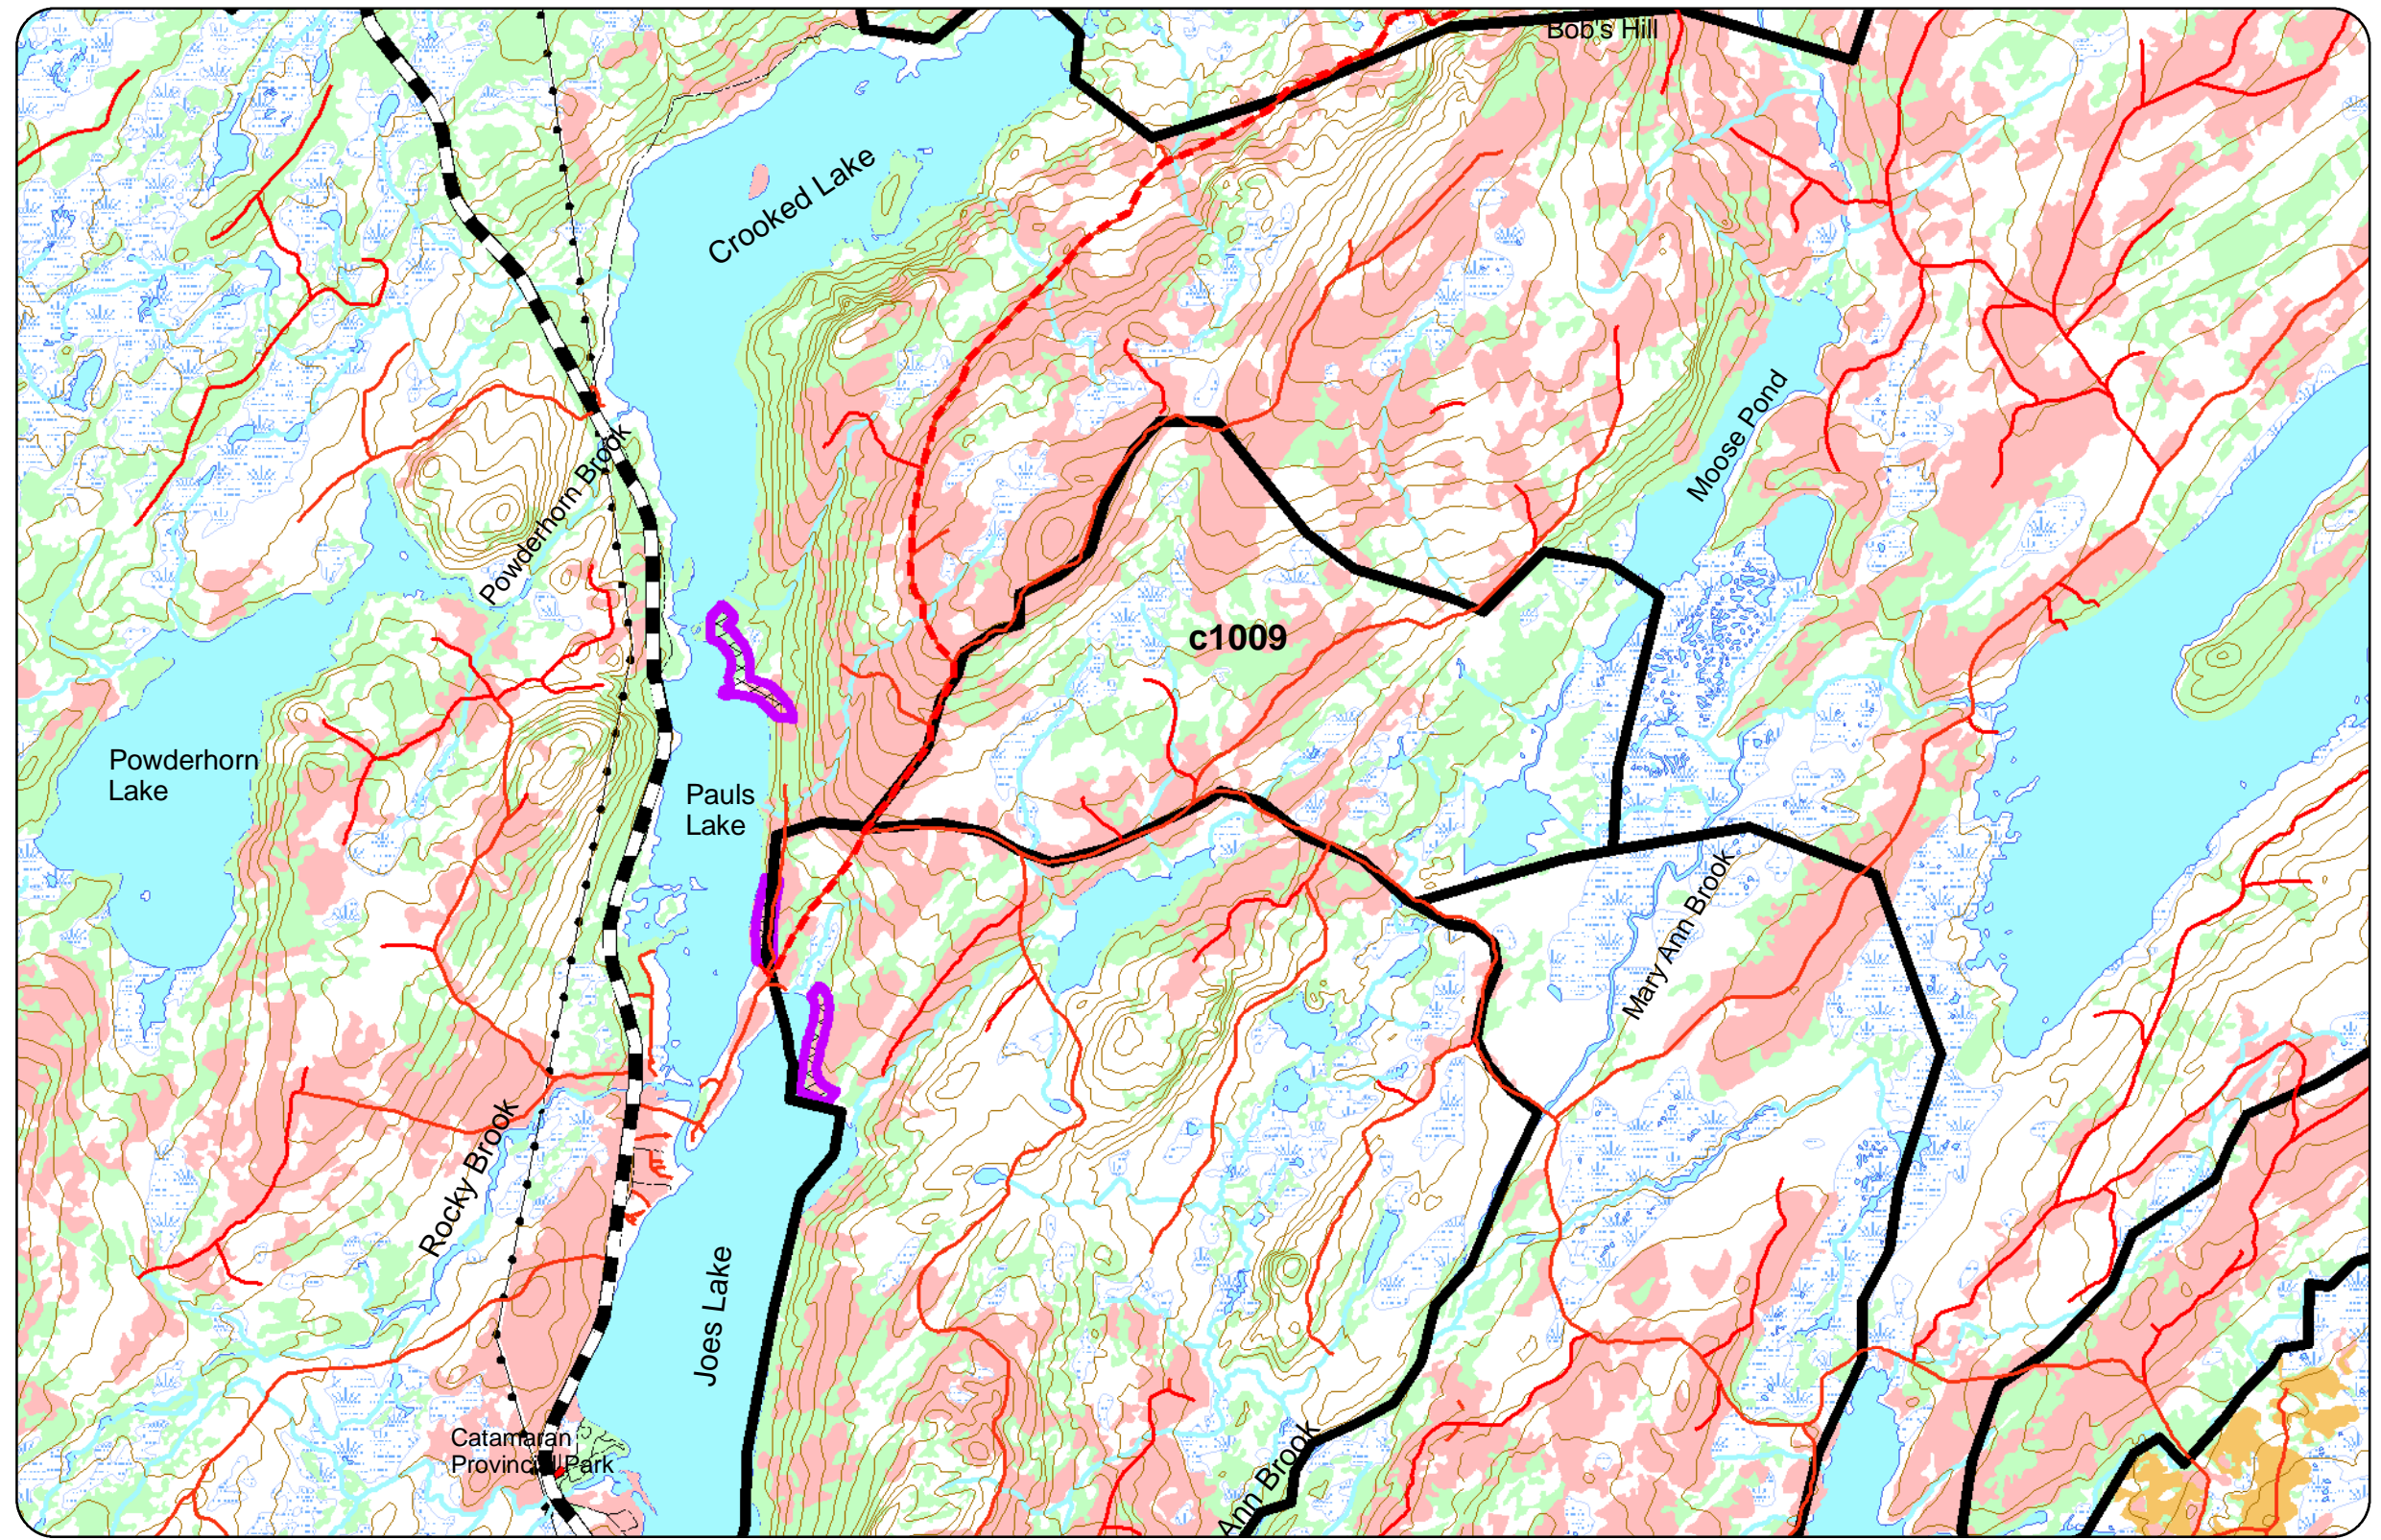 Bob's Hill
Crooked Lake
Moose Pond
Powderhorn Brook
c1009
Powderhorn
Lake
Pauls
Lake
Mary Ann Brook
Rocky Brook
Joes Lake
Catamaran
Provincial Park
Ann Brook